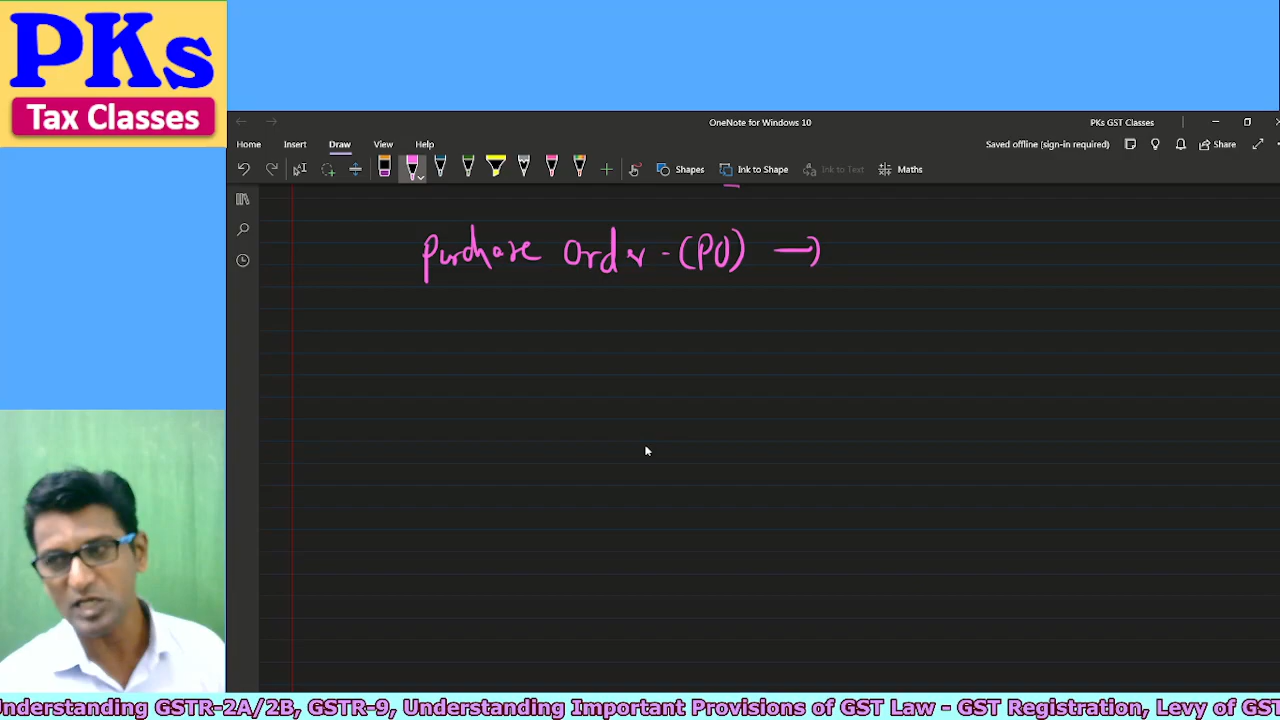 PKs
Tax Classes
OneNote for Windows 10
PKs GST Classes
Home Insert Draw View Help
Saved offline (sign-in required)
Share
Shapes
Ink to Shape
Ink to Text
Maths
Purchase Order - (PO) →
Understanding GSTR-2A/2B, GSTR-9, Understanding Important Provisions of GST Law - GST Registration, Levy of GST